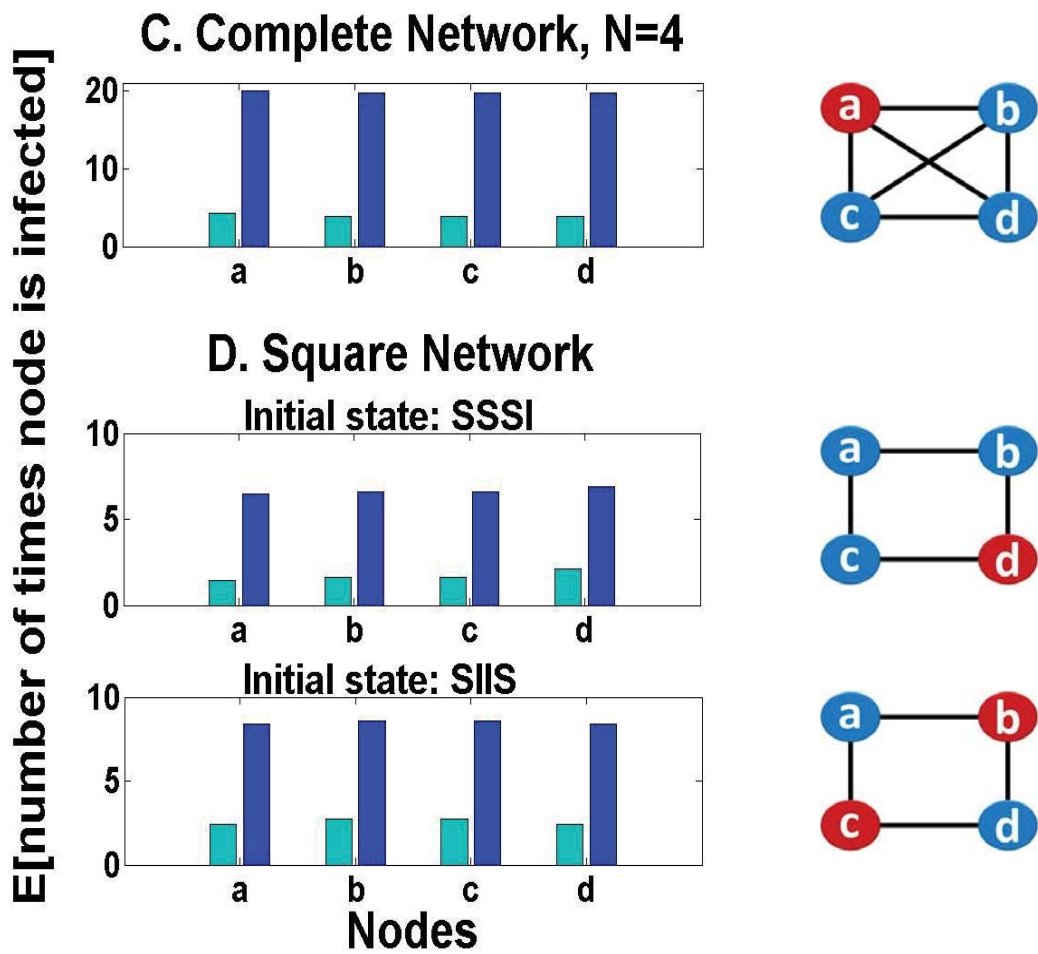 E[number of times node is infected]
C. Complete Network, N=4
20
10
0
a b c d
a b
c d
D. Square Network
Initial state: SSSI
10
5
0
a b c d
a b
c d
Initial state: SIIS
10
5
0
a b c d
Nodes
a b
c d